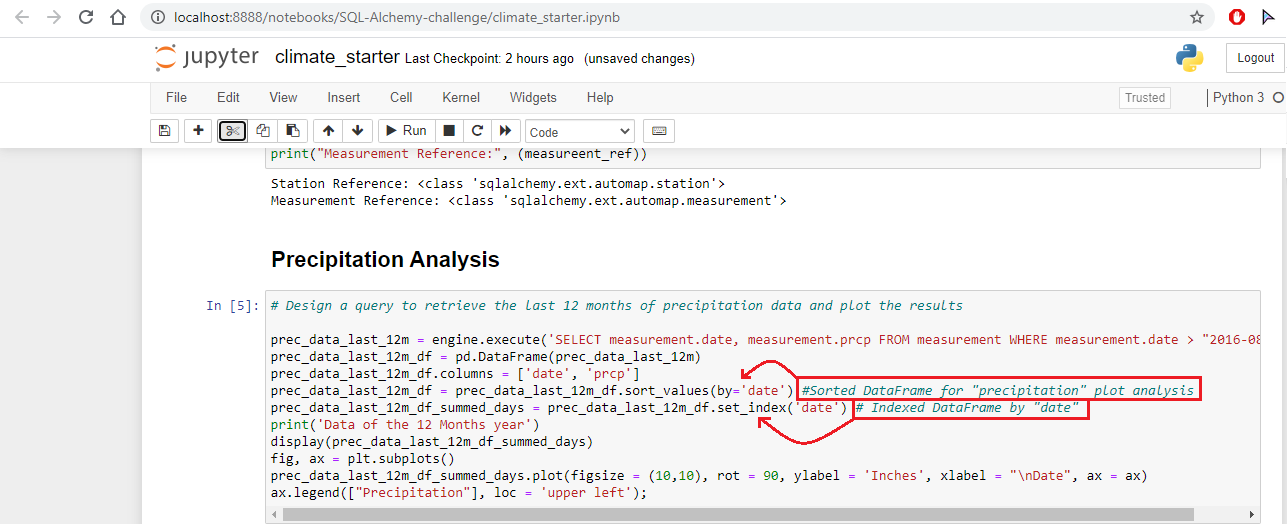 localhost:8888/notebooks/SQL-Alchemy-challenge/climate_starter.ipynb
jupyter climate_starter Last Checkpoint: 2 hours ago (unsaved changes) Logout
File Edit View Insert Cell Kernel Widgets Help Trusted Python 3
Run Code
print("Measurement Reference:", (measureent_ref))
Station Reference: <class 'sqlalchemy.ext.automap.station'>
Measurement Reference: <class 'sqlalchemy.ext.automap.measurement'>
Precipitation Analysis
In [5]: # Design a query to retrieve the last 12 months of precipitation data and plot the results
prec_data_last_12m = engine.execute('SELECT measurement.date, measurement.prcp FROM measurement WHERE measurement.date > "2016-08
prec_data_last_12m_df = pd.DataFrame(prec_data_last_12m)
prec_data_last_12m_df.columns = ['date', 'prcp']
prec_data_last_12m_df = prec_data_last_12m_df.sort_values(by='date') #Sorted DataFrame for "precipitation" plot analysis
prec_data_last_12m_df_summed_days = prec_data_last_12m_df.set_index('date') # Indexed DataFrame by "date"
print('Data of the 12 Months year')
display(prec_data_last_12m_df_summed_days)
fig, ax = plt.subplots()
prec_data_last_12m_df_summed_days.plot(figsize = (10,10), rot = 90, ylabel = 'Inches', xlabel = "\nDate", ax = ax)
ax.legend(["Precipitation"], loc = 'upper left');